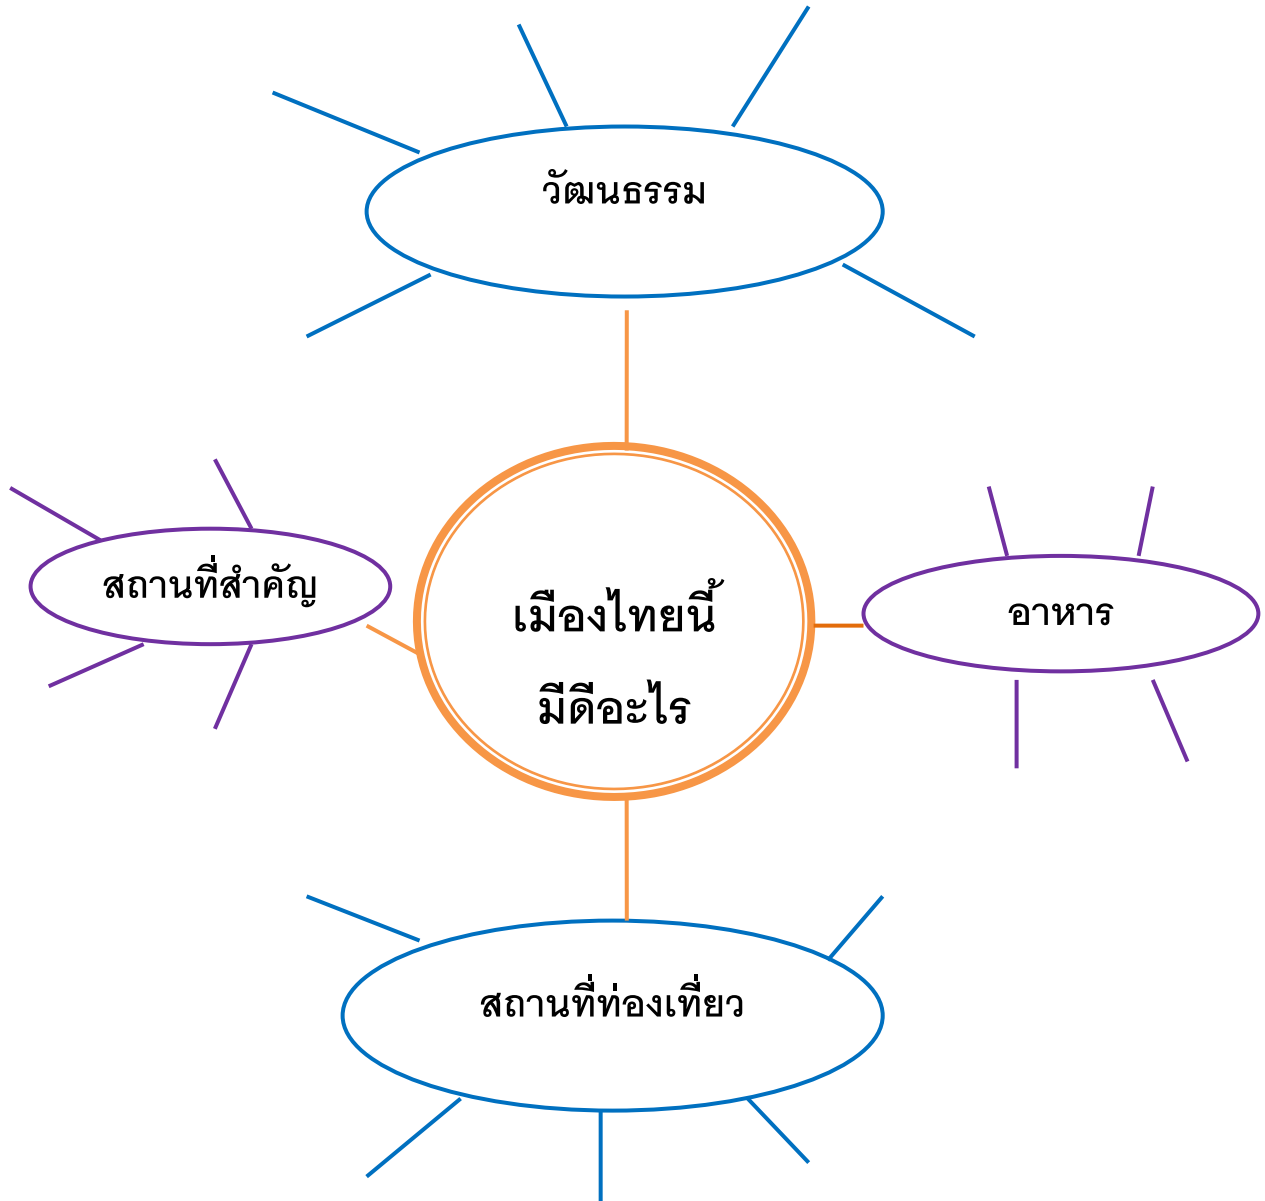 วัฒนธรรม
สถานที่สำคัญ
เมืองไทยนี้
มีดีอะไร
อาหาร
สถานที่ท่องเที่ยว